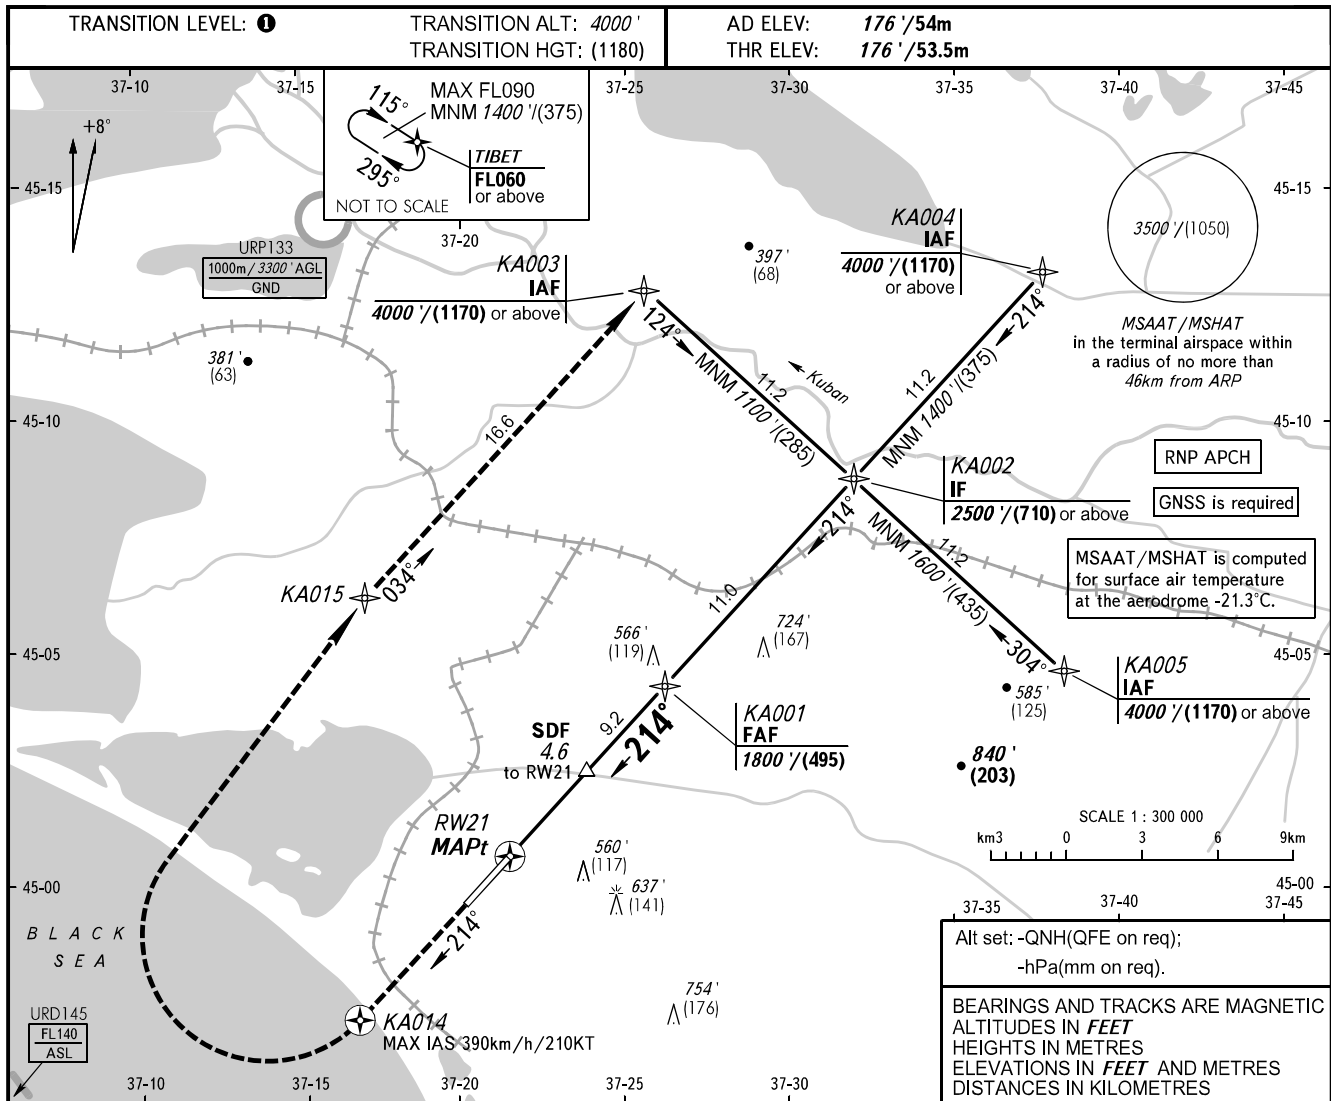 TRANSITION LEVEL: ❶
TRANSITION ALT: 4000'
TRANSITION HGT: (1180)
AD ELEV: 176'/54m
THR ELEV: 176'/53.5m
37-10
37-15
37-25
37-30
37-35
37-40
37-45
+8°
115°
295°
MAX FL090
MNM 1400'/(375)
TIBET
FL060
or above
NOT TO SCALE
45-15
45-15
37-20
URP133
1000m/3300'AGL
GND
KA003
IAF
4000'/(1170) or above
397'
(68)
KA004
IAF
4000'/(1170)
or above
3500'/(1050)
MSAAT/MSHAT
in the terminal airspace within
a radius of no more than
46km from ARP
381'
(63)
124°
MNM 1100'/(285)
11.2
Kuban
214°
11.2
MNM 1400'/(375)
16.6
45-10
45-10
KA002
IF
2500'/(710) or above
RNP APCH
GNSS is required
214°
MNM 1600'/(435)
11.2
MSAAT/MSHAT is computed
for surface air temperature
at the aerodrome -21.3°C.
KA015
034°
11.0
566'
(119)
724'
(167)
304°
45-05
45-05
KA005
IAF
4000'/(1170) or above
585'
(125)
KA001
FAF
1800'/(495)
9.2
214°
SDF
4.6
to RW21
840'
(203)
SCALE 1 : 300 000
km3 0 3 6 9km
RW21
MAPt
560'
(117)
637'
(141)
45-00
45-00
37-35
37-40
37-45
BLACK
SEA
214°
Alt set: -QNH(QFE on req);
-hPa(mm on req).
754'
(176)
URD145
FL140
ASL
KA014
MAX IAS 390km/h/210KT
BEARINGS AND TRACKS ARE MAGNETIC
ALTITUDES IN FEET
HEIGHTS IN METRES
ELEVATIONS IN FEET AND METRES
DISTANCES IN KILOMETRES
37-10
37-15
37-20
37-25
37-30